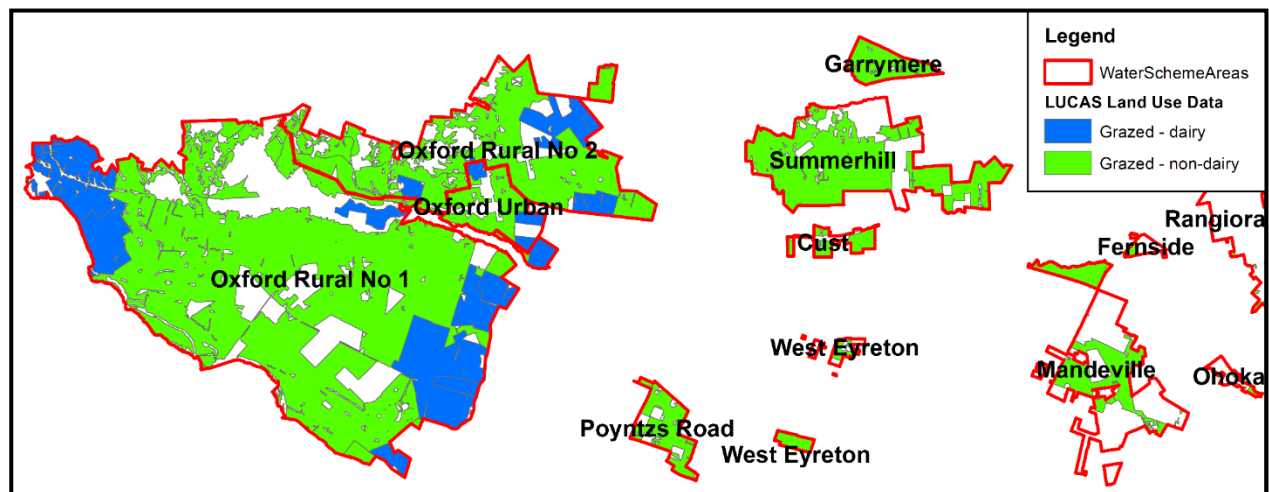 Legend
WaterSchemeAreas
LUCAS Land Use Data
Grazed - dairy
Grazed - non-dairy
Garrymere
Oxford Rural No 2
Summerhill
Oxford Urban
Rangiora
Cust
Fernside
Oxford Rural No 1
West Eyreton
Mandeville
Ohoka
Poyntzs Road
West Eyreton